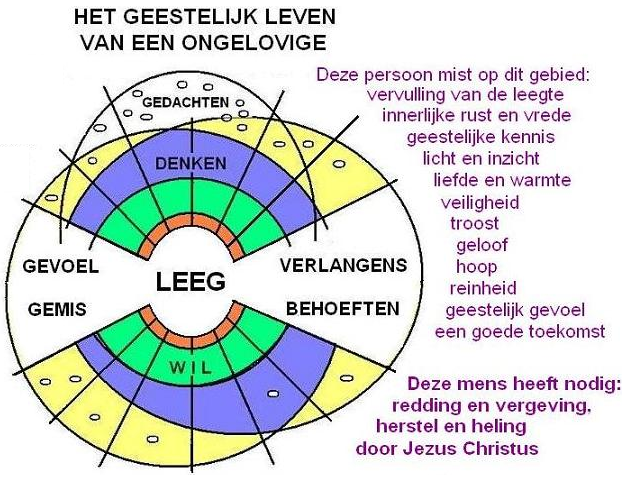 HET GEESTELIJK LEVEN
VAN EEN ONGELOVIGE
GEDACHTEN
DENKEN
GEVOEL
GEMIS
LEEG
VERLANGENS
BEHOEFTEN
WIL
Deze persoon mist op dit gebied:
vervulling van de leegte
innerlijke rust en vrede
geestelijke kennis
licht en inzicht
liefde en warmte
veiligheid
troost
geloof
hoop
reinheid
geestelijk gevoel
een goede toekomst
Deze mens heeft nodig:
redding en vergeving,
herstel en heling
door Jezus Christus